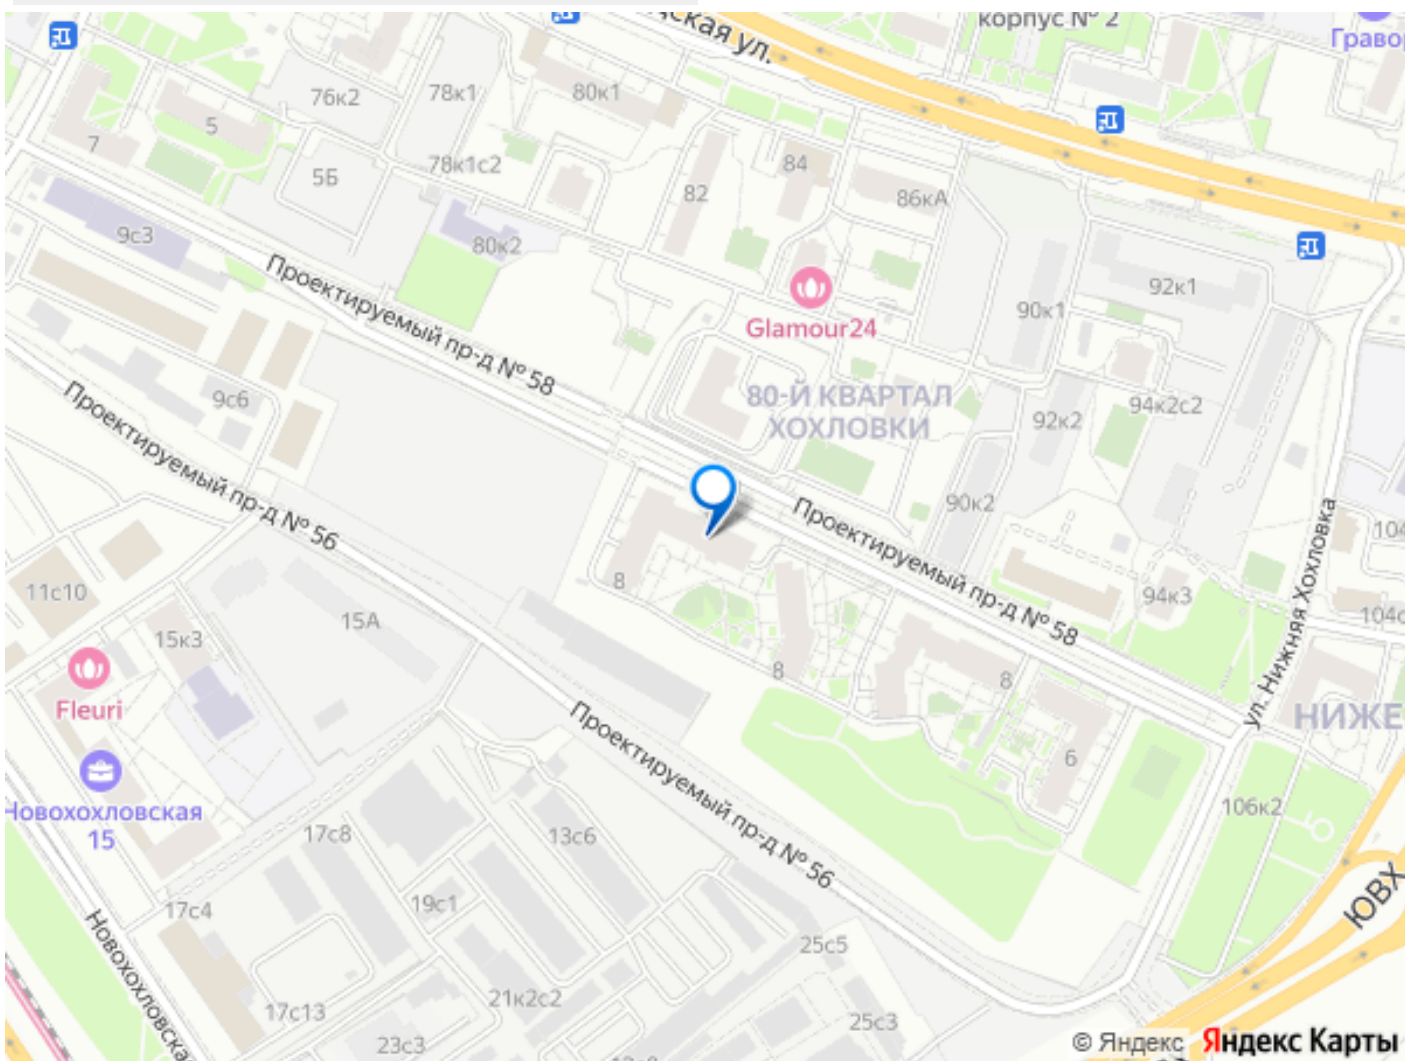 корпус № 2
ская ул.
Граво
76к2
78к1
80к1
5
7
78к1с2
5Б
82
84
86кА
9с3
80к2
Проектируемый пр-д № 58
Glamour24
90к1
92к1
80-Й КВАРТАЛ
ХОХЛОВКИ
9с6
92к2
94к2с2
Проектируемый пр-д № 56
90к2
Проектируемый пр-д № 58
ул. Нижняя Хохловка
104
11с10
8
94к3
104с
15А
15к3
Fleuri
8
8
НИЖЕ
6
Проектируемый пр-д № 56
Новохохловская
15
17с8
13с6
106к2
17с4
19с1
ЮВХ
Новохохловская
25с5
21к2с2
17с13
25с3
23с3
© Яндекс Яндекс Карты